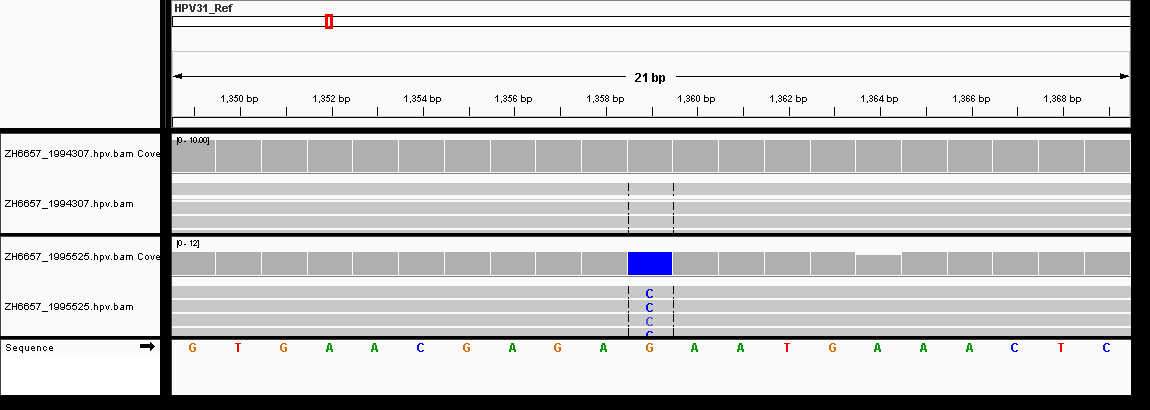 HPV31_Ref
21 bp
1,350 bp 1,352 bp 1,354 bp 1,356 bp 1,358 bp 1,360 bp 1,362 bp 1,364 bp 1,366 bp 1,368 bp
[0 - 10.00]
ZH6657_1994307.hpv.bam Cove
ZH6657_1994307.hpv.bam
[0 - 12]
ZH6657_1995525.hpv.bam Cove
C
ZH6657_1995525.hpv.bam
C
C
C
Sequence
G T G A A C G A G A G A A T G A A A C T C